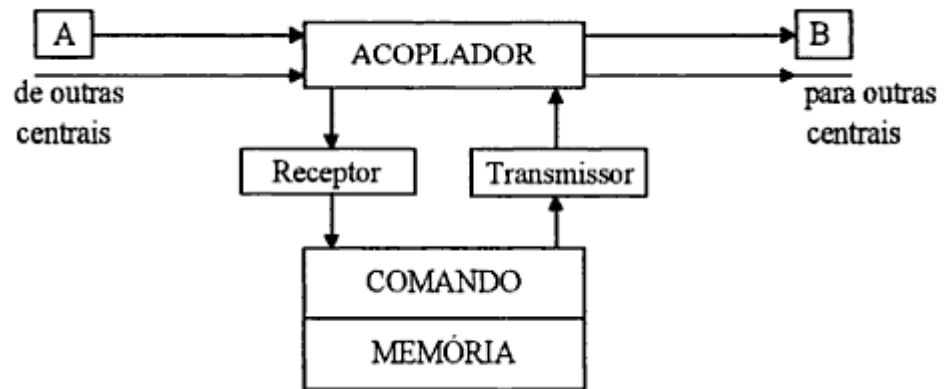 A
ACOPLADOR
B
de outras
centrais
para outras
centrais
Receptor
Transmissor
COMANDO
MEMÓRIA